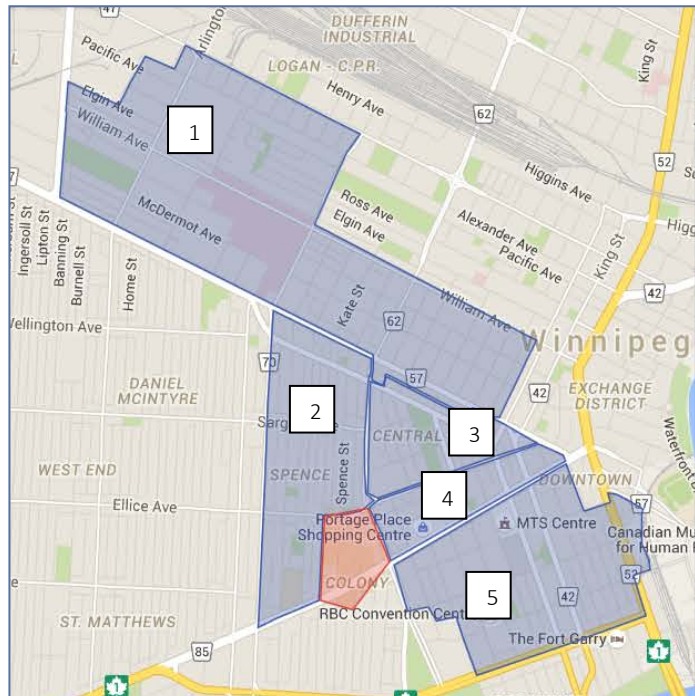 DUFFERIN
INDUSTRIAL
Arlington
Pacific Ave
LOGAN - C.P.R.
King St
Henry Ave
Elgin Ave
1
62
William Ave
Higgins Ave
52
McDermot Ave
Ross Ave
Elgin Ave
Alexander Ave
Pacific Ave
King St
Ingersoll St
Lipton St
Banning St
Burnell St
Home St
Kate St
62
William Ave
42
Wellington Ave
Winnipeg
70
57
42
DANIEL
MCINTYRE
2
EXCHANGE
DISTRICT
3
CENTRAL
WEST END
SPENCE
Spence St
4
DOWNTOWN
Waterfront
Ellice Ave
Portage Place
Shopping Centre
57
MTS Centre
Canadian Mu
for Human
COLONY
52
5
42
RBC Convention Cent
ST. MATTHEWS
85
The Fort Garry
1
1
1